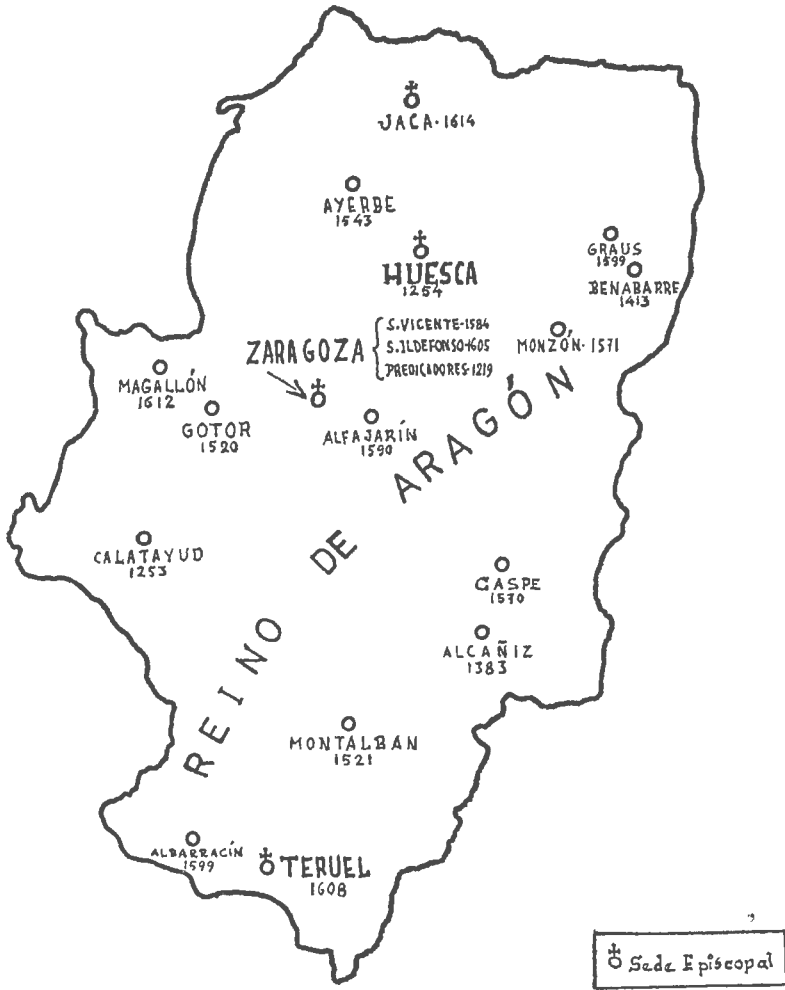 JACA·1614
AYERBE
1543
HUESCA
1254
GRAUS
1599
BENABARRE
1413
ZARAGOZA
S.VICENTE-1584
S.ILDEFONSO-1605
PREDICADORES-1219
MONZÓN·1571
MAGALLÓN
1612
GOTOR
1520
ALFAJARÍN
1590
REINO DE ARAGÓN
CALATAYUD
1253
CASPE
1570
ALCAÑIZ
1383
MONTALBAN
1521
ALBARRACÍN
1599
TERUEL
1608
Sede Episcopal